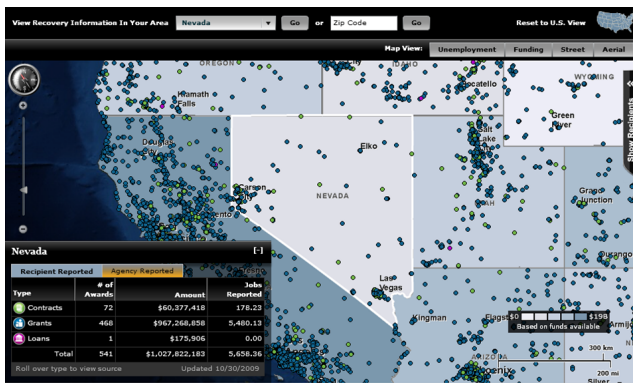 View Recovery Information In Your Area Nevada Go or Zip Code Go Reset to U.S. View
Map View: Unemployment Funding Street Aerial
OREGON IDAHO
WYOMING
Klamath
Falls
Green
River
Show Recipients
Salt
Lake
Elko
Carson
City
NEVADA
Grand
Junction
Durango
Las
Vegas
Kingman
ARIZONA
$0 $19B
Based on funds available
300 km
200 mi
Silver
Nevada [-]
Recipient Reported Agency Reported
Type # of Awards Amount Jobs Reported
Contracts 72 $60,377,418 178.23
Grants 468 $967,268,858 5,480.13
Loans 1 $175,906 0.00
Total 541 $1,027,822,183 5,658.36
Roll over type to view source Updated 10/30/2009